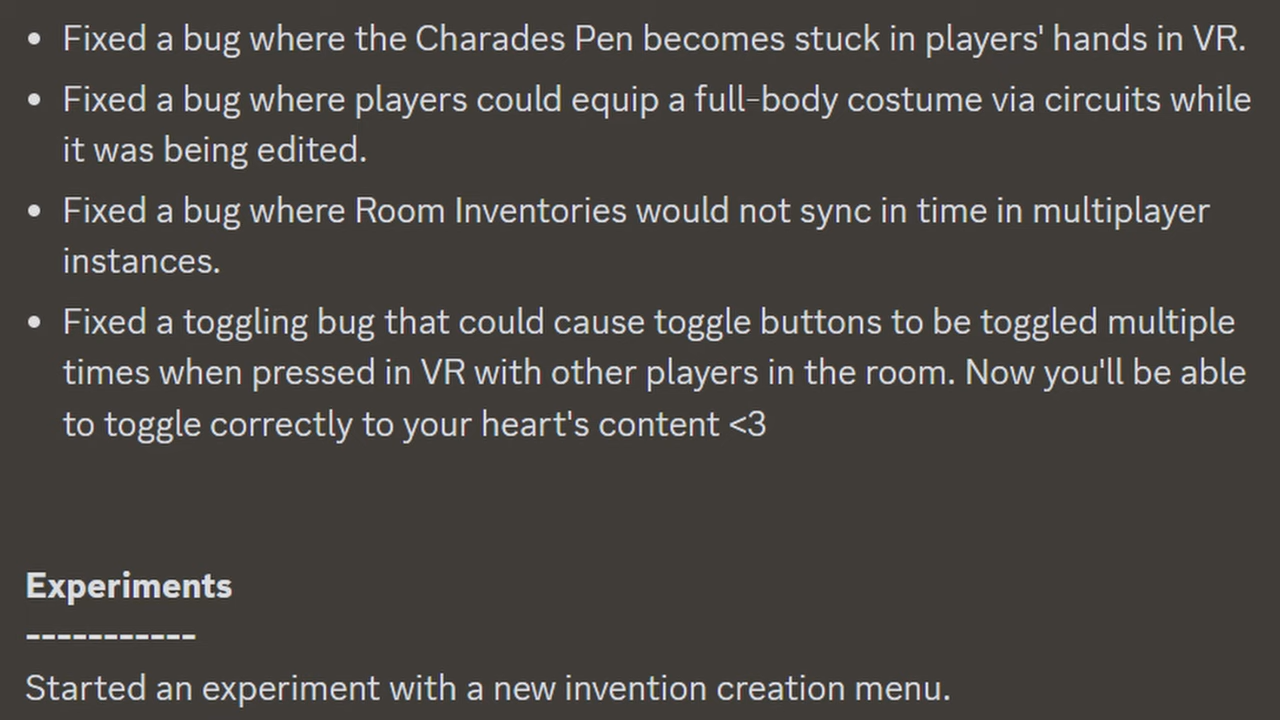 • Fixed a bug where the Charades Pen becomes stuck in players' hands in VR.
• Fixed a bug where players could equip a full-body costume via circuits while
it was being edited.
• Fixed a bug where Room Inventories would not sync in time in multiplayer
instances.
• Fixed a toggling bug that could cause toggle buttons to be toggled multiple
times when pressed in VR with other players in the room. Now you'll be able
to toggle correctly to your heart's content <3
Experiments
-----------
Started an experiment with a new invention creation menu.